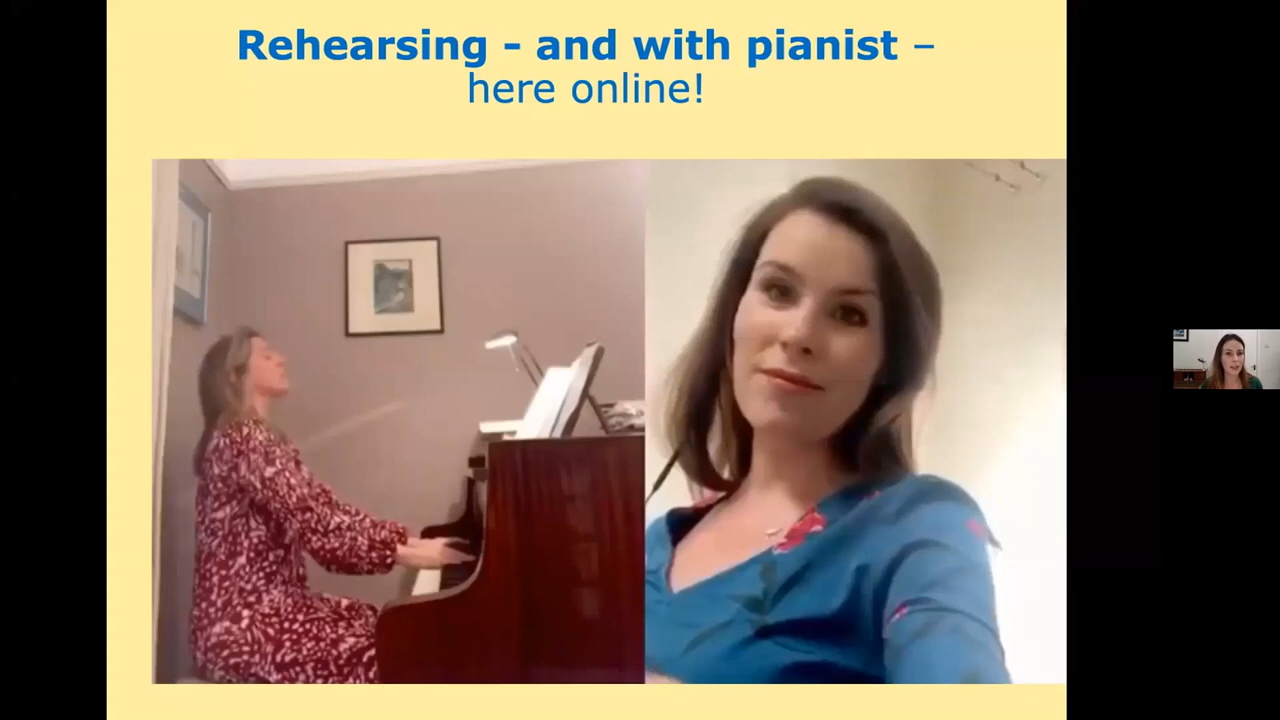 Rehearsing - and with pianist –
here online!